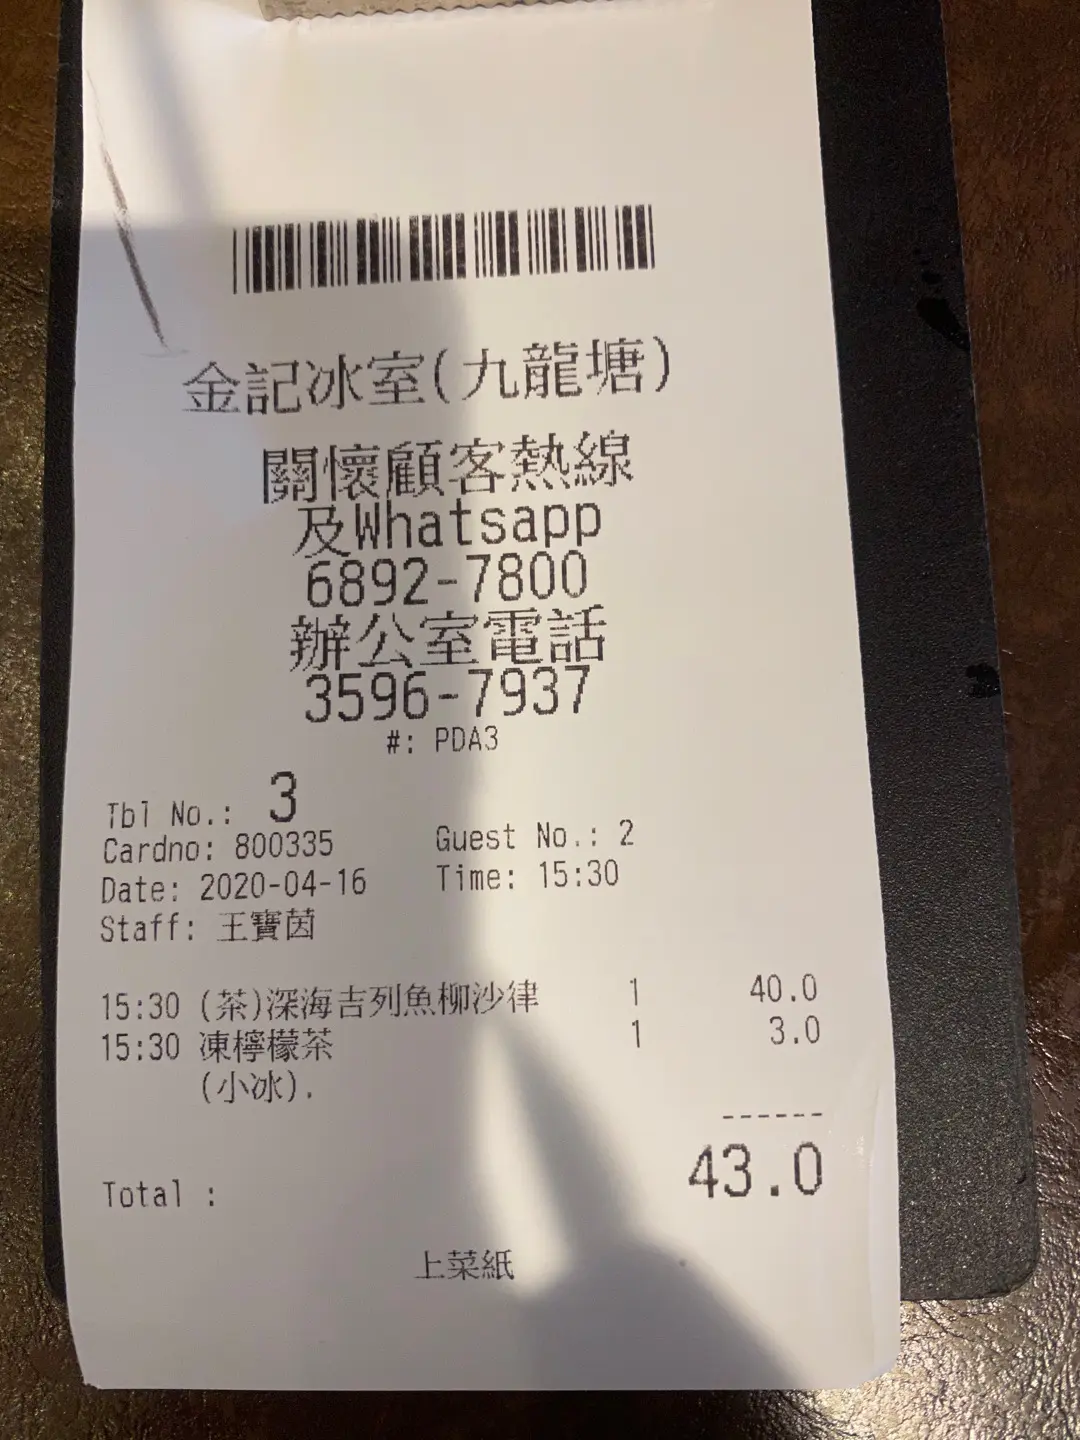 金記冰室(九龍塘)
關懷顧客熱線
及Whatsapp
6892-7800
辦公室電話
3596-7937
#: PDA3
Tbl No.: 3
Cardno: 800335 Guest No.: 2
Date: 2020-04-16 Time: 15:30
Staff: 王寶茵
15:30 (茶)深海吉列魚柳沙律 1 40.0
15:30 凍檸檬茶 1 3.0
(小冰).
------
Total : 43.0
上菜紙